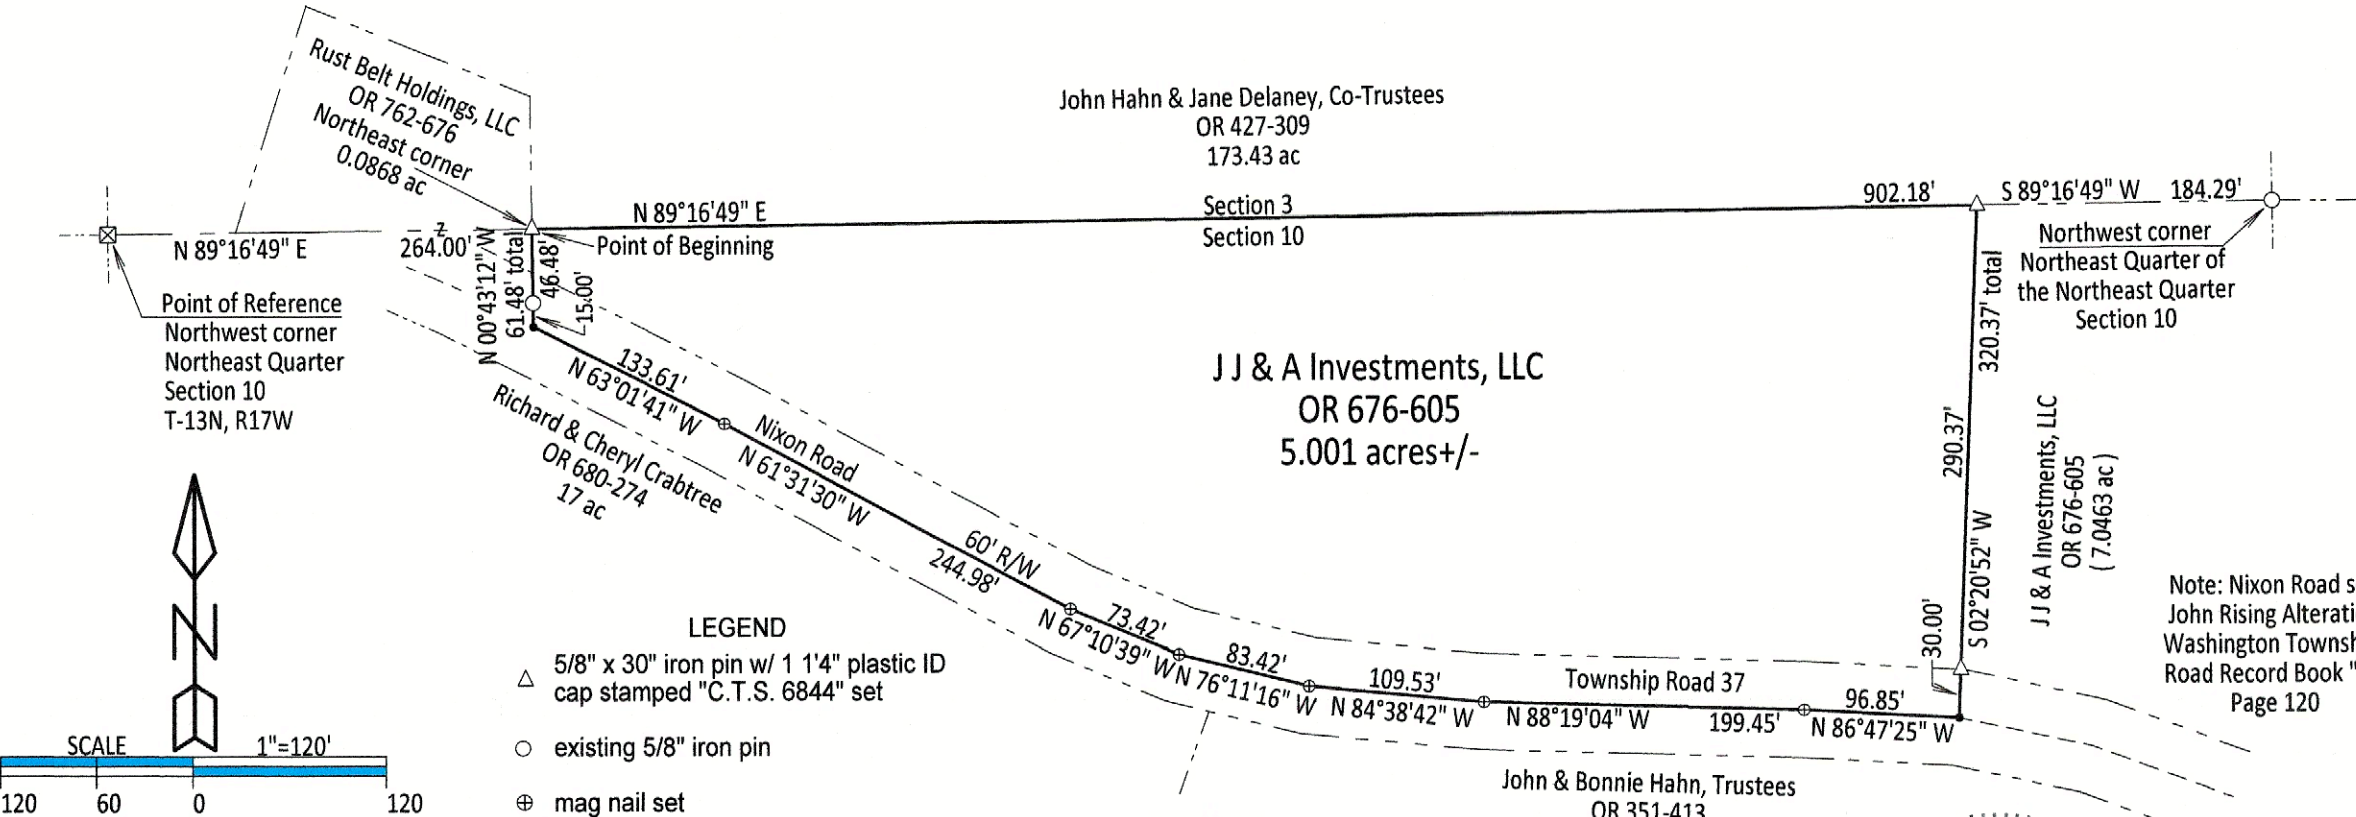 Rust Belt Holdings, LLC
OR 762-676
Northeast corner
0.0868 ac
John Hahn & Jane Delaney, Co-Trustees
OR 427-309
173.43 ac
N 89°16'49" E
264.00'
Point of Reference
Northwest corner
Northeast Quarter
Section 10
T-13N, R17W
N 89°16'49" E
Point of Beginning
Section 3
Section 10
902.18'
S 89°16'49" W 184.29'
Northwest corner
Northeast Quarter of
the Northeast Quarter
Section 10
N 00°43'12" W
61.48' total
46.48'
15.00'
133.61'
N 63°01'41" W
Nixon Road
N 61°31'30" W
60' R/W
244.98'
Richard & Cheryl Crabtree
OR 680-274
17 ac
J J & A Investments, LLC
OR 676-605
5.001 acres+/-
320.37' total
290.37'
S 02°20'52" W
30.00'
J J & A Investments, LLC
OR 676-605
( 7.0463 ac )
73.42'
N 67°10'39" W
83.42'
N 76°11'16" W
109.53'
N 84°38'42" W
Township Road 37
N 88°19'04" W
199.45'
96.85'
N 86°47'25" W
Note: Nixon Road s
John Rising Alterati
Washington Townsh
Road Record Book "
Page 120
John & Bonnie Hahn, Trustees
OR 351-413
N
SCALE 1"=120'
120 60 0 120
LEGEND
5/8" x 30" iron pin w/ 1 1'4" plastic ID
cap stamped "C.T.S. 6844" set
existing 5/8" iron pin
mag nail set